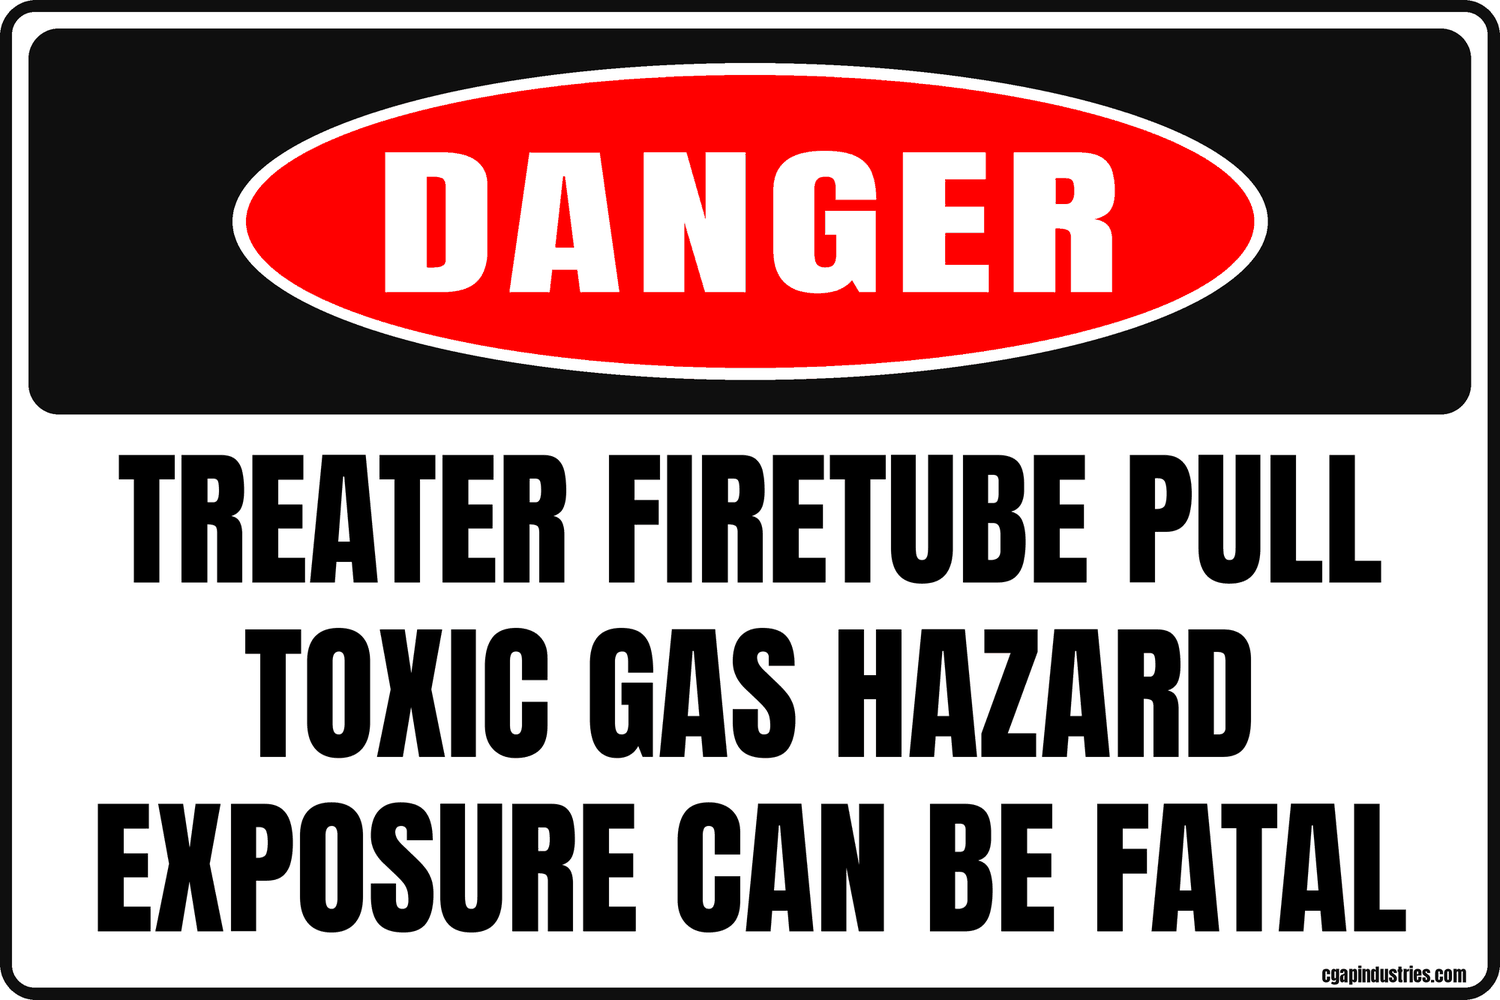 DANGER
TREATER FIRETUBE PULL
TOXIC GAS HAZARD
EXPOSURE CAN BE FATAL
cgapindustries.com